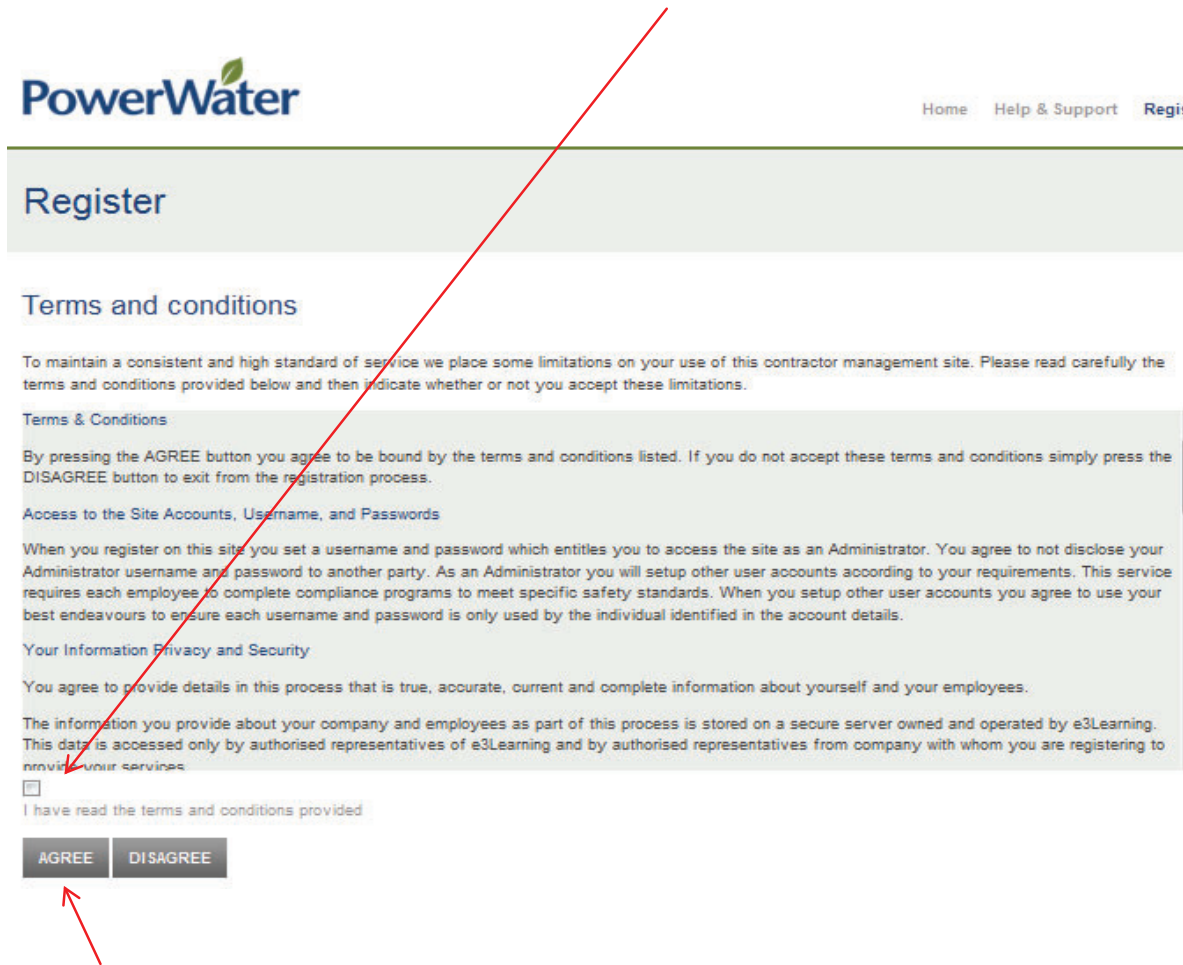 PowerWater
Home Help & Support Regis
Register
Terms and conditions
To maintain a consistent and high standard of service we place some limitations on your use of this contractor management site. Please read carefully the
terms and conditions provided below and then indicate whether or not you accept these limitations.
Terms & Conditions
By pressing the AGREE button you agree to be bound by the terms and conditions listed. If you do not accept these terms and conditions simply press the
DISAGREE button to exit from the registration process.
Access to the Site Accounts, Username, and Passwords
When you register on this site you set a username and password which entitles you to access the site as an Administrator. You agree to not disclose your
Administrator username and password to another party. As an Administrator you will setup other user accounts according to your requirements. This service
requires each employee to complete compliance programs to meet specific safety standards. When you setup other user accounts you agree to use your
best endeavours to ensure each username and password is only used by the individual identified in the account details.
Your Information Privacy and Security
You agree to provide details in this process that is true, accurate, current and complete information about yourself and your employees.
The information you provide about your company and employees as part of this process is stored on a secure server owned and operated by e3Learning.
This data is accessed only by authorised representatives of e3Learning and by authorised representatives from company with whom you are registering to
provide your services
I have read the terms and conditions provided
AGREE DISAGREE